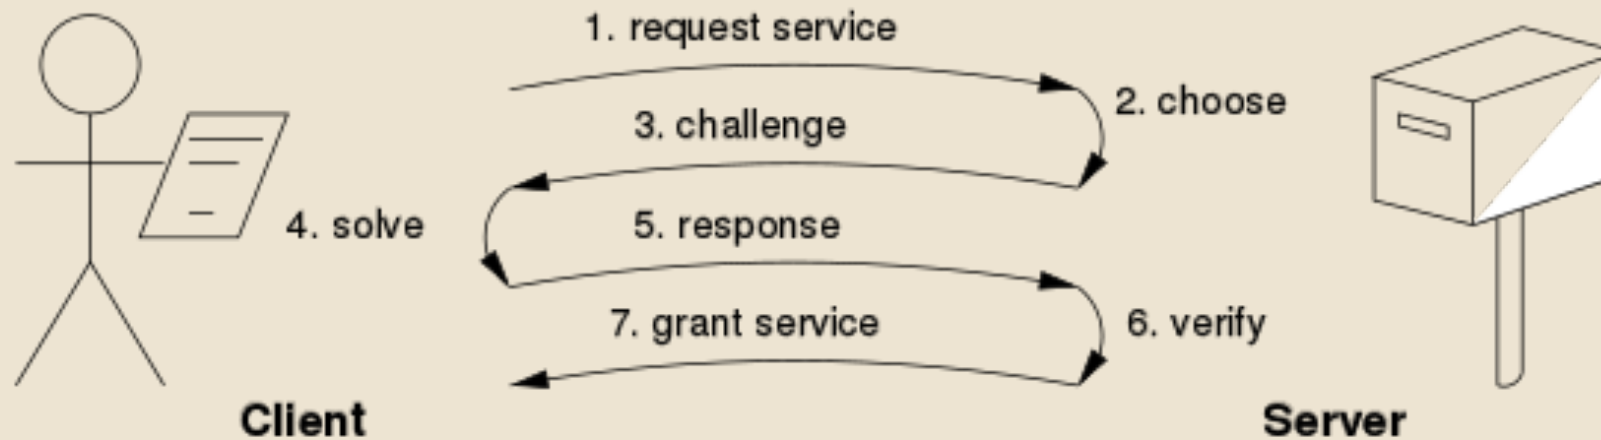 1. request service
2. choose
3. challenge
4. solve
5. response
6. verify
7. grant service
Client
Server